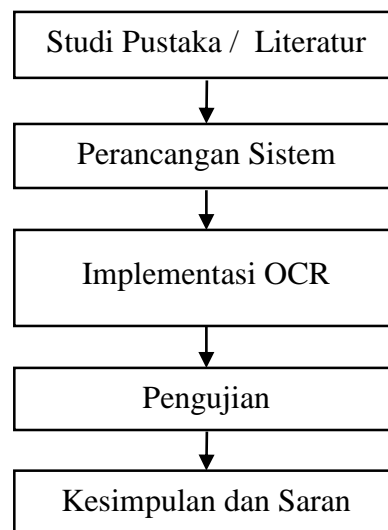 Studi Pustaka / Literatur
Perancangan Sistem
Implementasi OCR
Pengujian
Kesimpulan dan Saran